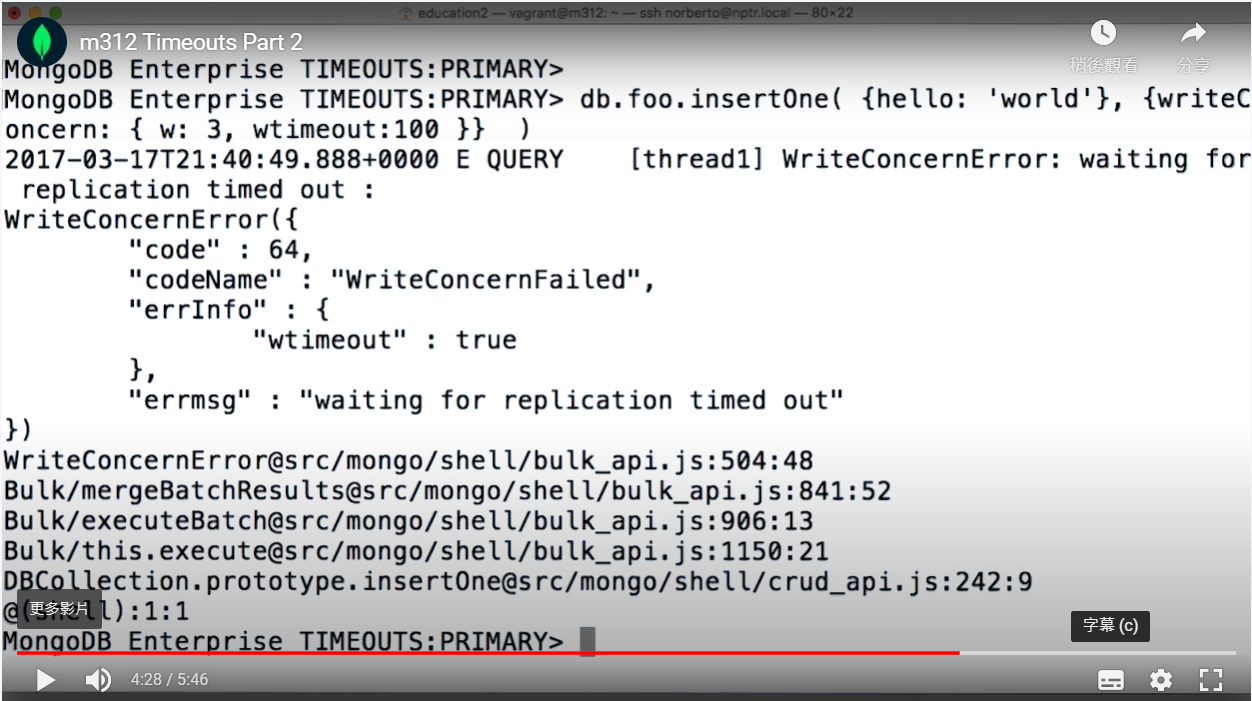 education2 — vagrant@m312: ~ — ssh norberto@nptr.local — 80×22
m312 Timeouts Part 2
稍後觀看
分享
MongoDB Enterprise TIMEOUTS:PRIMARY>
MongoDB Enterprise TIMEOUTS:PRIMARY> db.foo.insertOne( {hello: 'world'}, {writeC
oncern: { w: 3, wtimeout:100 }}  )
2017-03-17T21:40:49.888+0000 E QUERY    [thread1] WriteConcernError: waiting for
 replication timed out :
WriteConcernError({
        "code" : 64,
        "codeName" : "WriteConcernFailed",
        "errInfo" : {
                "wtimeout" : true
        },
        "errmsg" : "waiting for replication timed out"
})
WriteConcernError@src/mongo/shell/bulk_api.js:504:48
Bulk/mergeBatchResults@src/mongo/shell/bulk_api.js:841:52
Bulk/executeBatch@src/mongo/shell/bulk_api.js:906:13
Bulk/this.execute@src/mongo/shell/bulk_api.js:1150:21
DBCollection.prototype.insertOne@src/mongo/shell/crud_api.js:242:9
@(shell):1:1
更多影片
字幕 (c)
MongoDB Enterprise TIMEOUTS:PRIMARY>
4:28 / 5:46